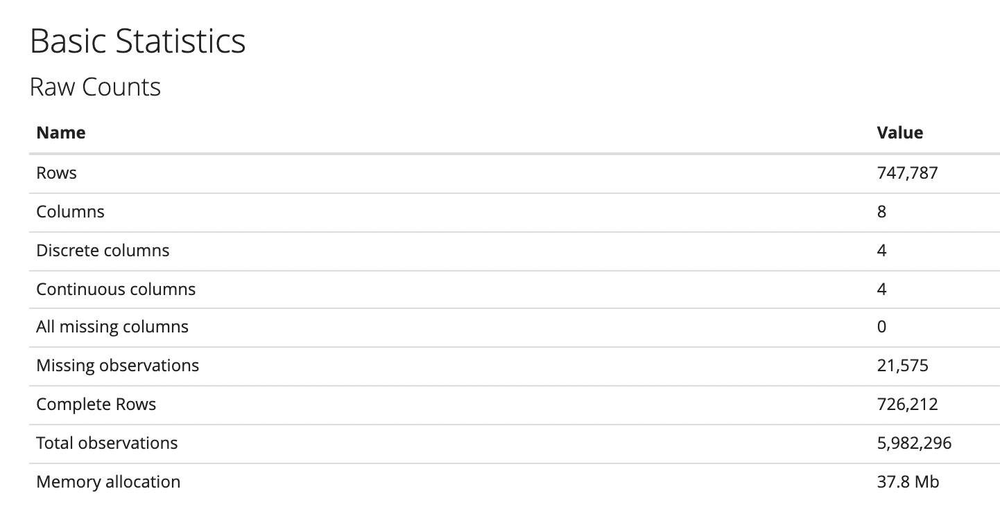 Basic Statistics
Raw Counts
Name Value
Rows 747,787
Columns 8
Discrete columns 4
Continuous columns 4
All missing columns 0
Missing observations 21,575
Complete Rows 726,212
Total observations 5,982,296
Memory allocation 37.8 Mb